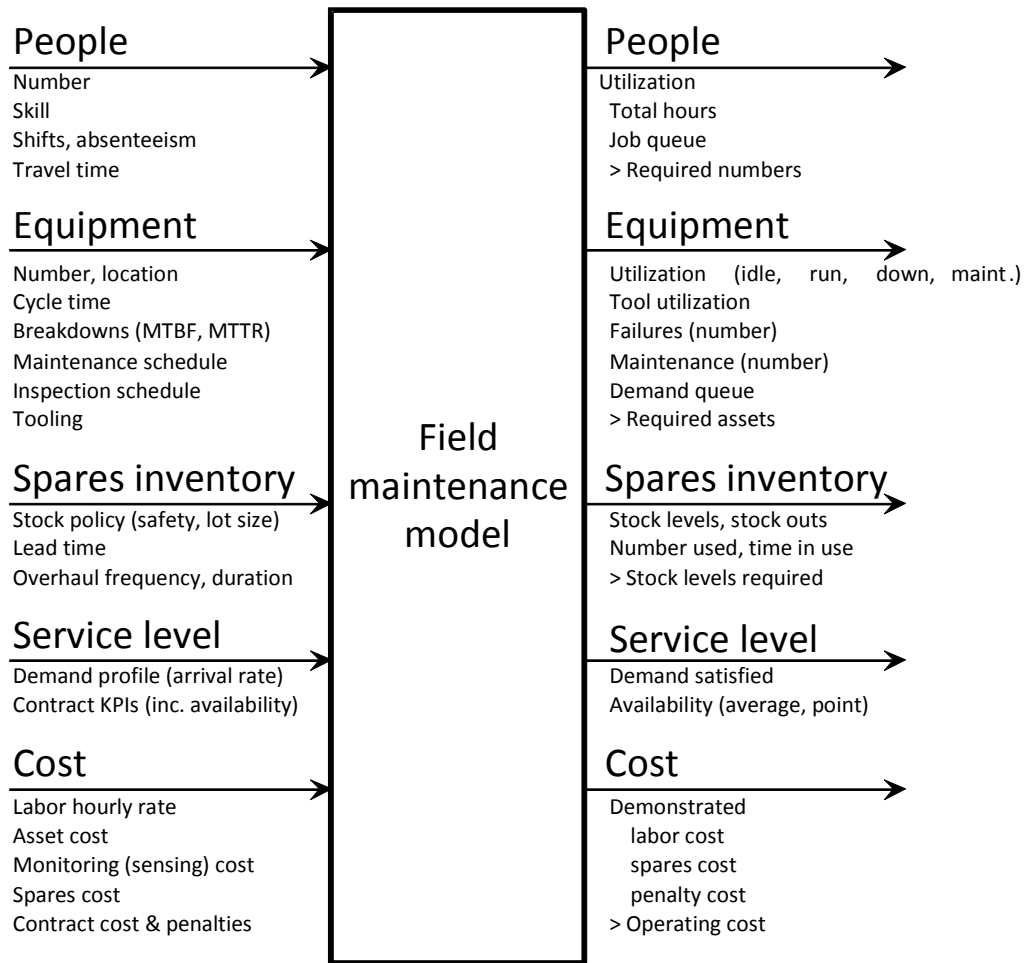 People
Number
Skill
Shifts, absenteeism
Travel time
Equipment
Number, location
Cycle time
Breakdowns (MTBF, MTTR)
Maintenance schedule
Inspection schedule
Tooling
Spares inventory
Stock policy (safety, lot size)
Lead time
Overhaul frequency, duration
Service level
Demand profile (arrival rate)
Contract KPIs (inc. availability)
Cost
Labor hourly rate
Asset cost
Monitoring (sensing) cost
Spares cost
Contract cost & penalties
Field
maintenance
model
People
Utilization
Total hours
Job queue
> Required numbers
Equipment
Utilization (idle, run, down, maint.)
Tool utilization
Failures (number)
Maintenance (number)
Demand queue
> Required assets
Spares inventory
Stock levels, stock outs
Number used, time in use
> Stock levels required
Service level
Demand satisfied
Availability (average, point)
Cost
Demonstrated
labor cost
spares cost
penalty cost
> Operating cost